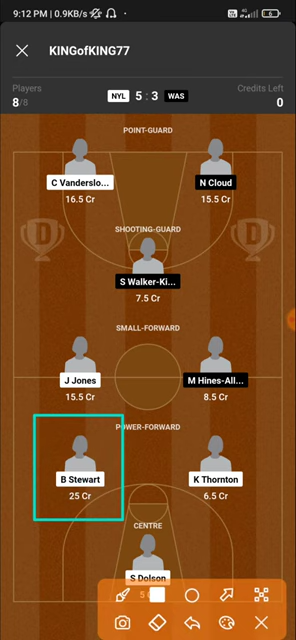 9:12 PM | 0.9KB/s
6
KINGofKING77
Players
Credits Left
8/8
NYL 5 : 3 WAS
0
POINT-GUARD
C Vanderslo...
N Cloud
16.5 Cr
15.5 Cr
SHOOTING-GUARD
S Walker-Ki...
7.5 Cr
SMALL-FORWARD
J Jones
M Hines-All...
15.5 Cr
8.5 Cr
POWER-FORWARD
B Stewart
K Thornton
25 Cr
6.5 Cr
CENTRE
S Dolson